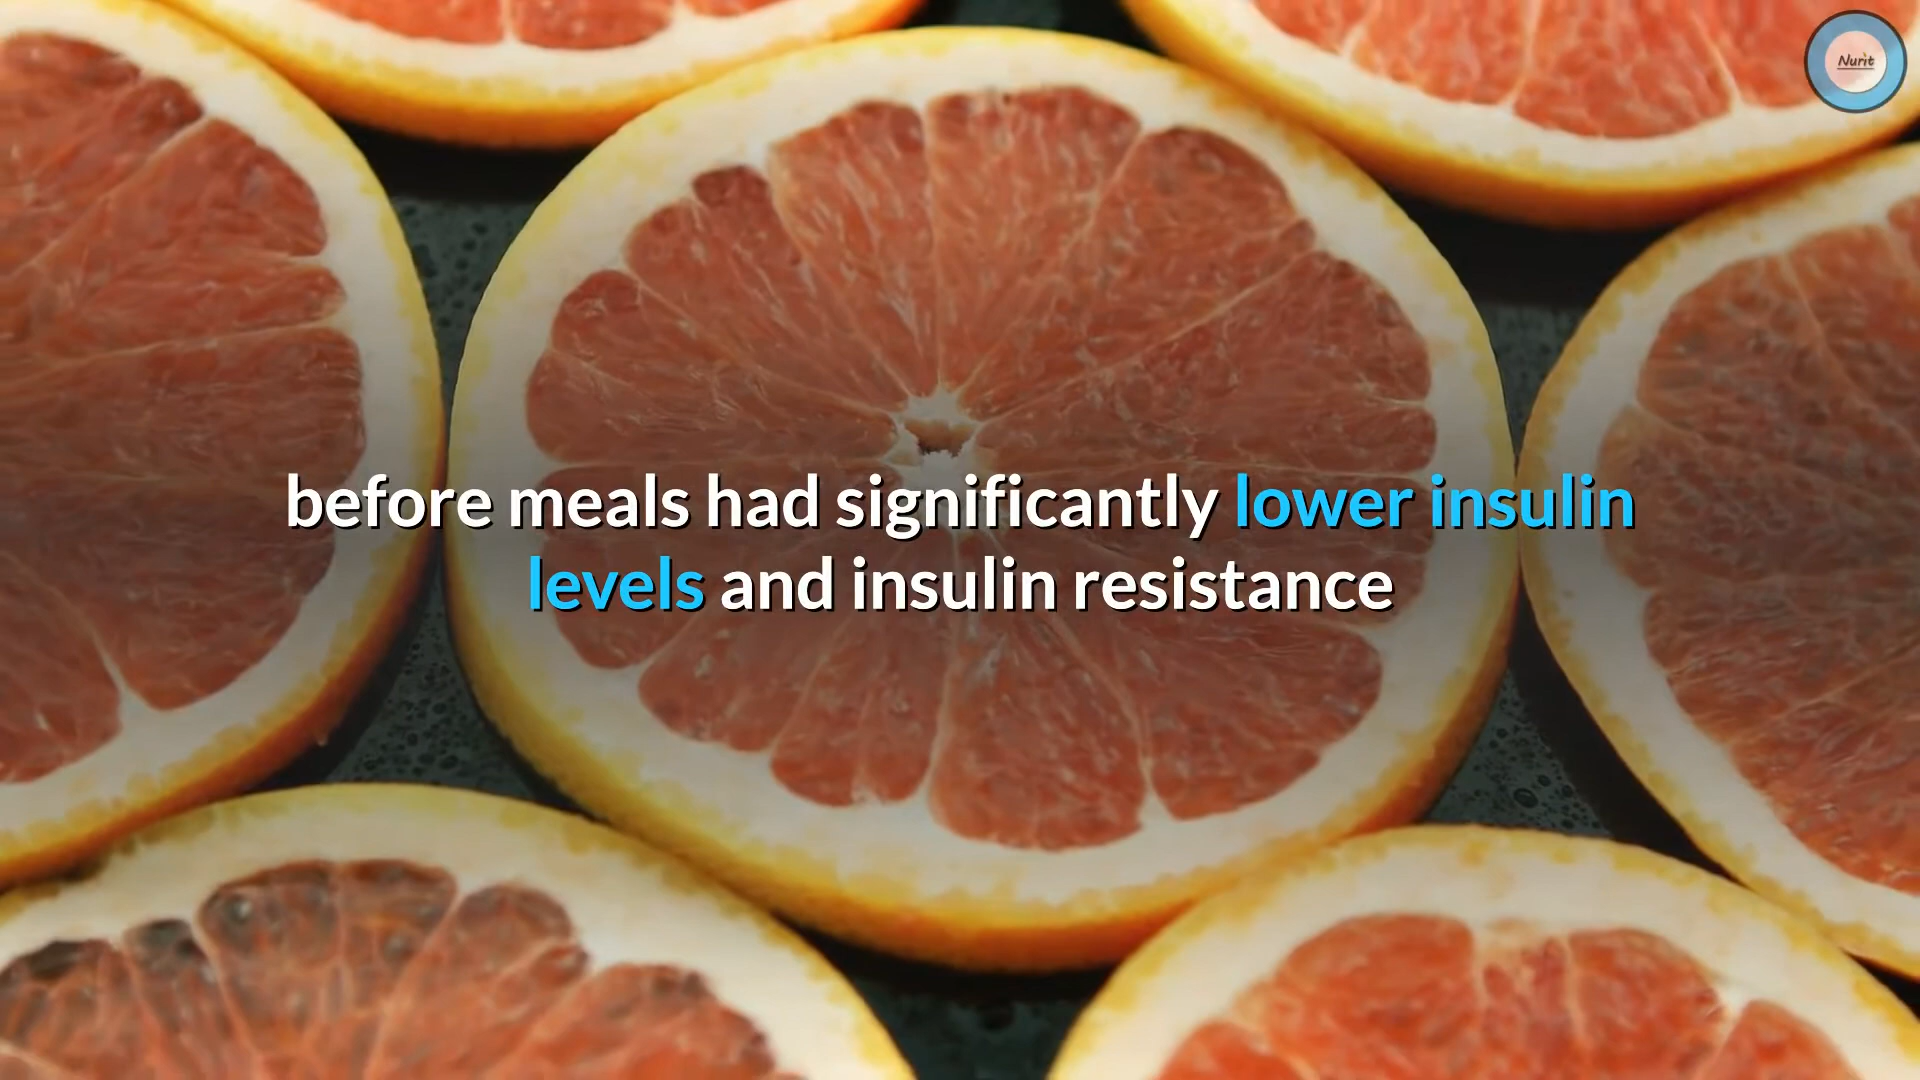 Nurit
before meals had significantly lower insulin
levels and insulin resistance